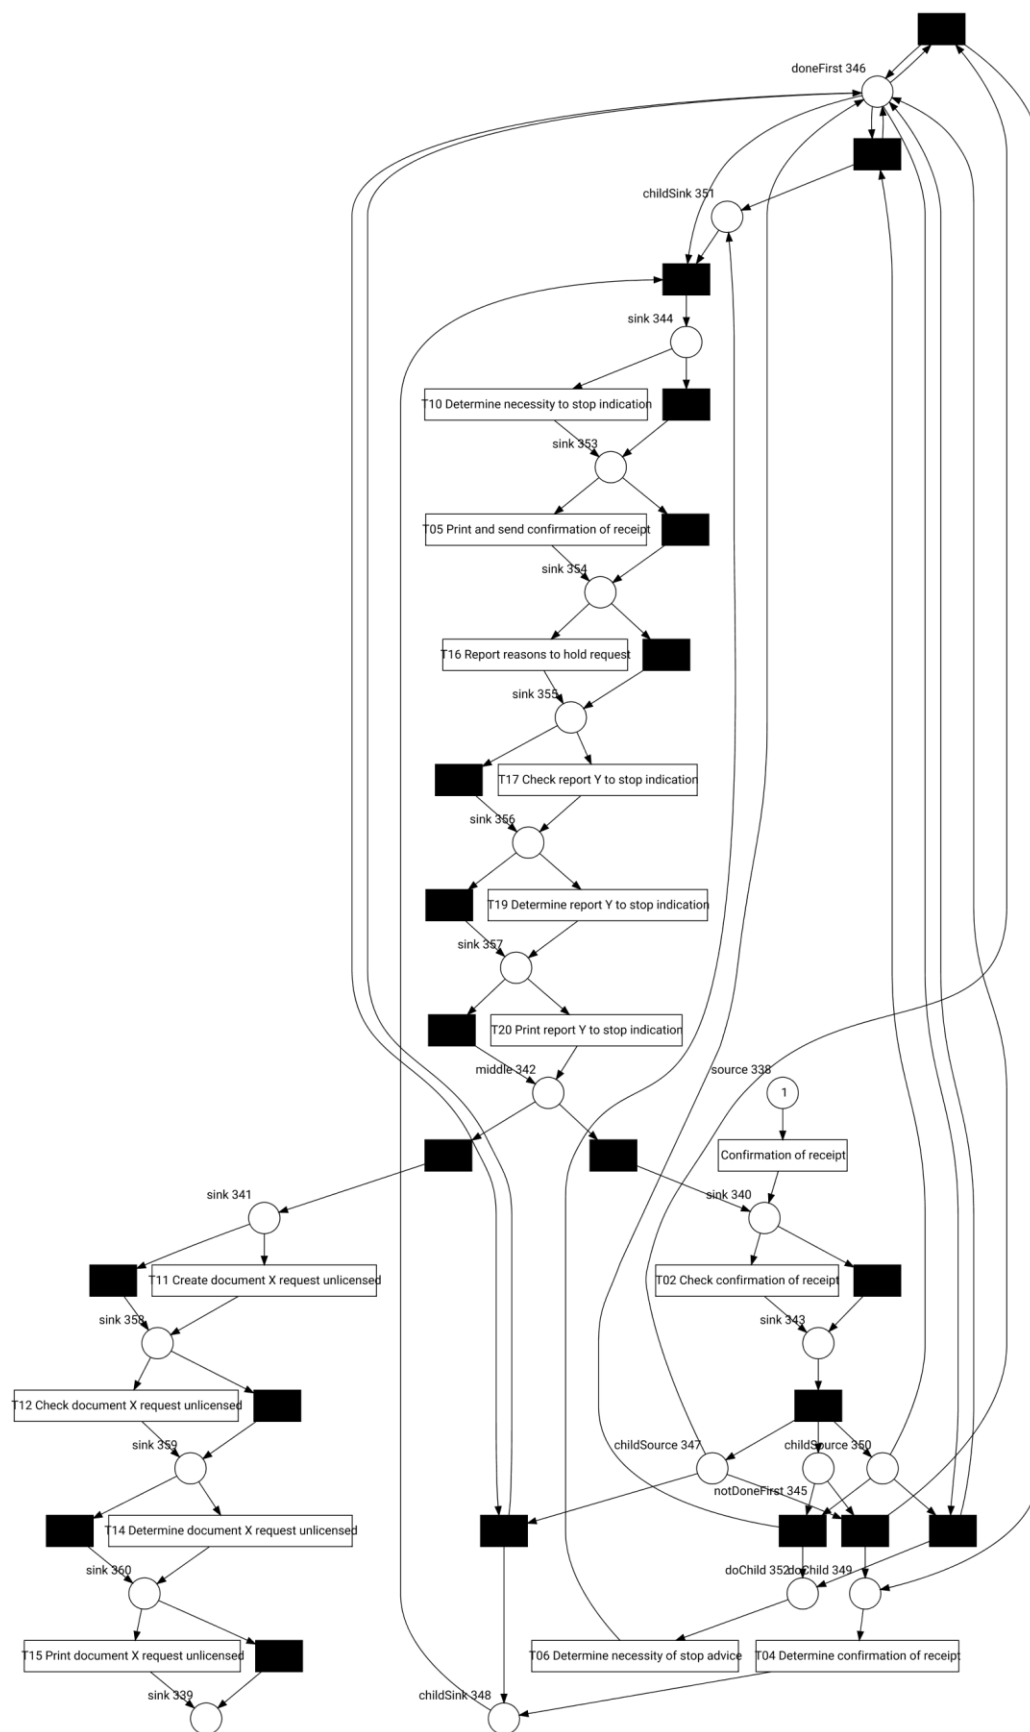 doneFirst 346
childSink 351
sink 344
T10 Determine necessity to stop indication
sink 353
T05 Print and send confirmation of receipt
sink 354
T16 Report reasons to hold request
sink 355
T17 Check report Y to stop indication
sink 356
T19 Determine report Y to stop indication
sink 357
T20 Print report Y to stop indication
middle 342
source 338
1
Confirmation of receipt
sink 341
sink 340
T11 Create document X request unlicensed
T02 Check confirmation of receipt
sink 358
sink 343
T12 Check document X request unlicensed
sink 359
childSource 347
childSource 350
notDoneFirst 345
T14 Determine document X request unlicensed
sink 360
doChild 352
doChild 349
T15 Print document X request unlicensed
T06 Determine necessity of stop advice
T04 Determine confirmation of receipt
sink 339
childSink 348